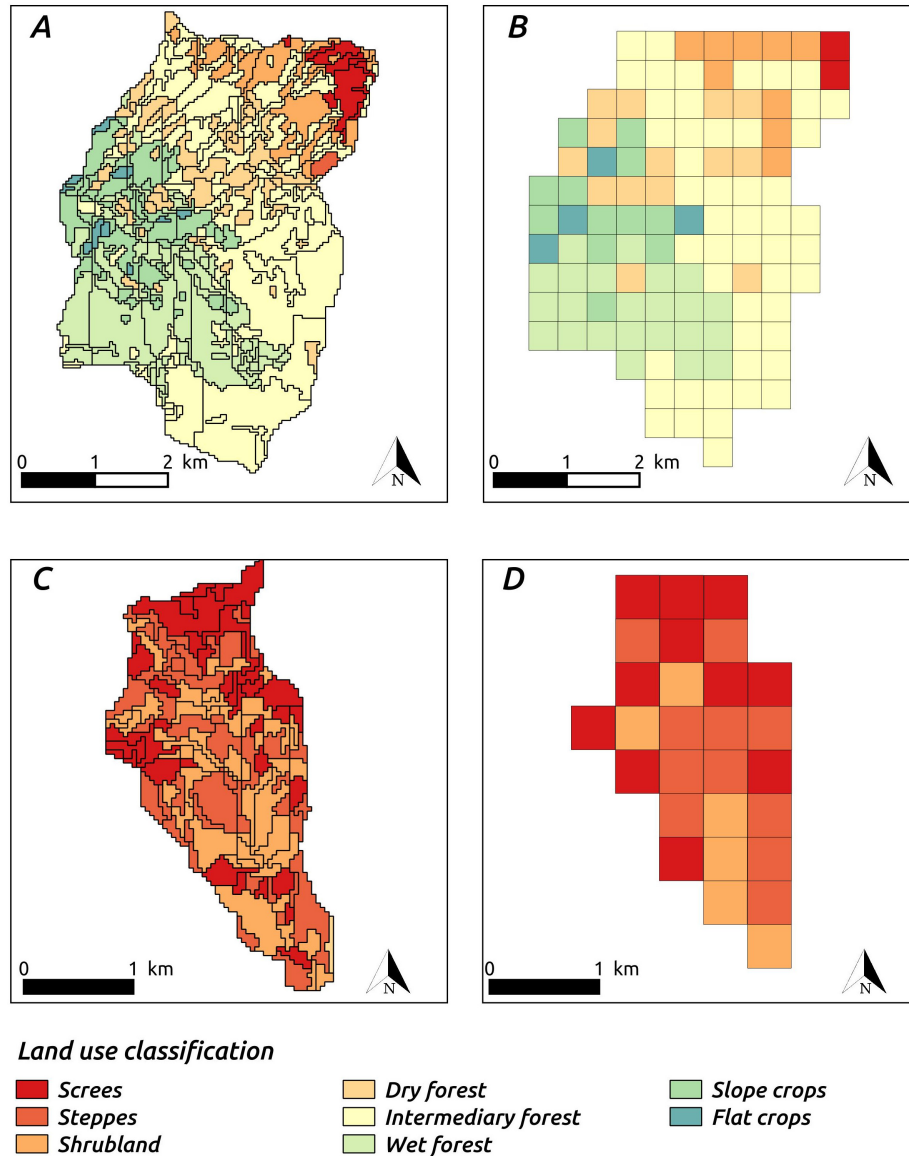 A
B
0 1 2 km
N
0 1 2 km
N
C
D
0 1 km
N
0 1 km
N
Land use classification
Screes
Dry forest
Slope crops
Steppes
Intermediary forest
Flat crops
Shrubland
Wet forest